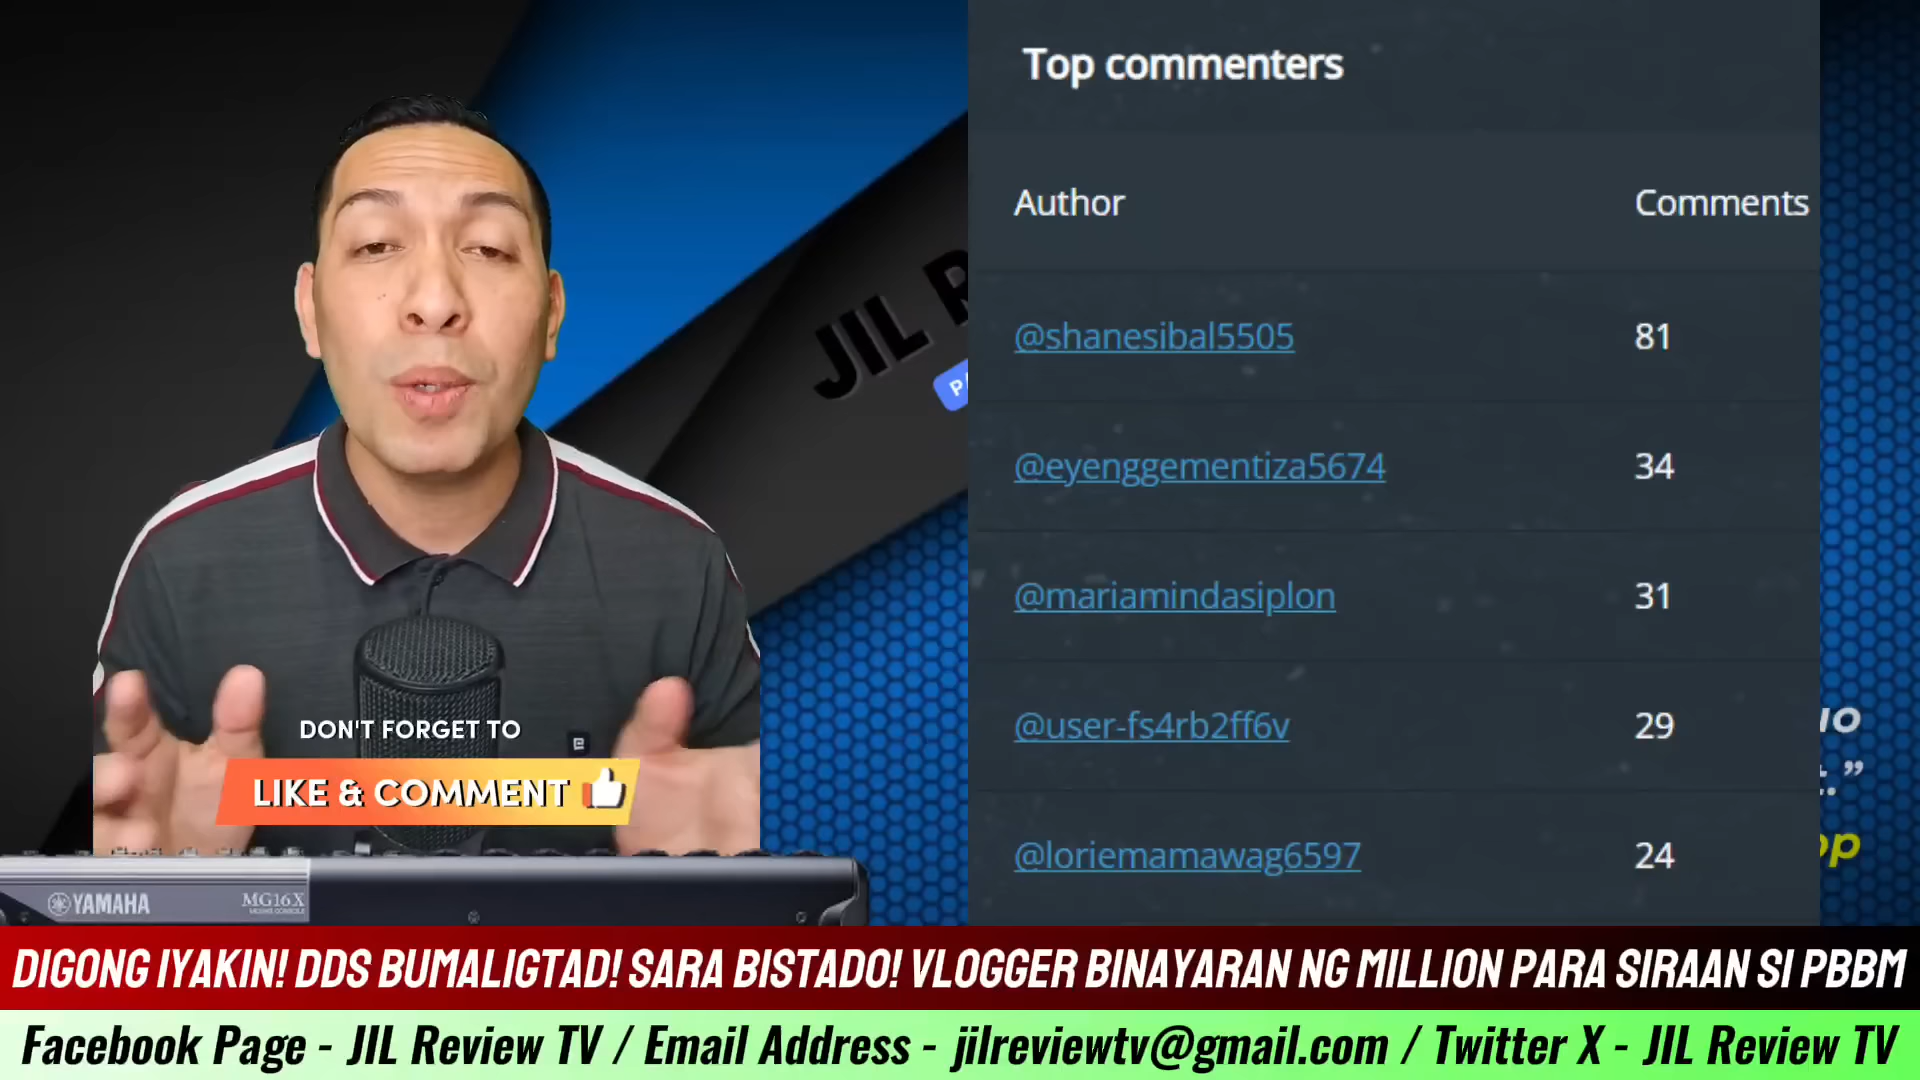 Top commenters
Author Comments
@shanesibal5505 81
@eyenggementiza5674 34
@mariamindasiplon 31
@user-fs4rb2ff6v 29
@loriemamawag6597 24
JIL
DON'T FORGET TO
LIKE & COMMENT
YAMAHA MG16X
DIGONG IYAKIN! DDS BUMALIGTAD! SARA BISTADO! VLOGGER BINAYARAN NG MILLION PARA SIRAAN SI PBBM
Facebook Page - JIL Review TV / Email Address - jilreviewtv@gmail.com / Twitter X - JIL Review TV